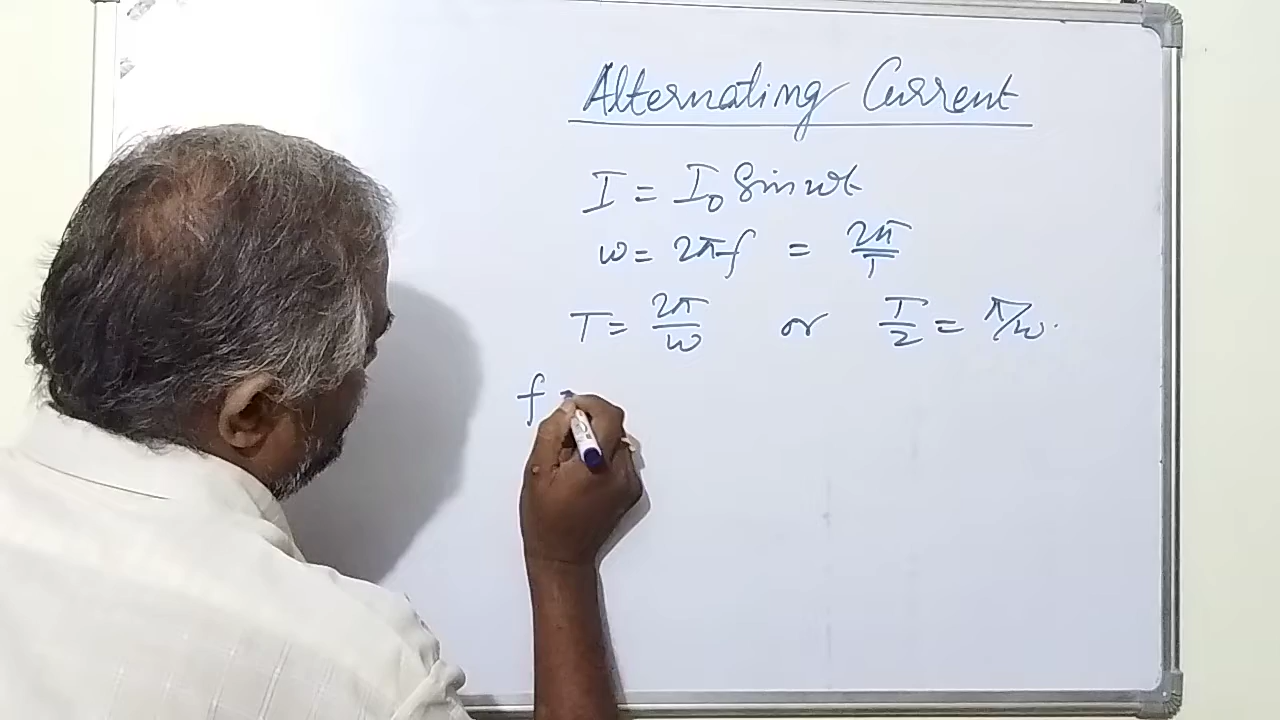 Alternating Current
I = I₀ Sin ωt
ω = 2πf = 2π/T
T = 2π/ω or T/2 = π/ω.
f =